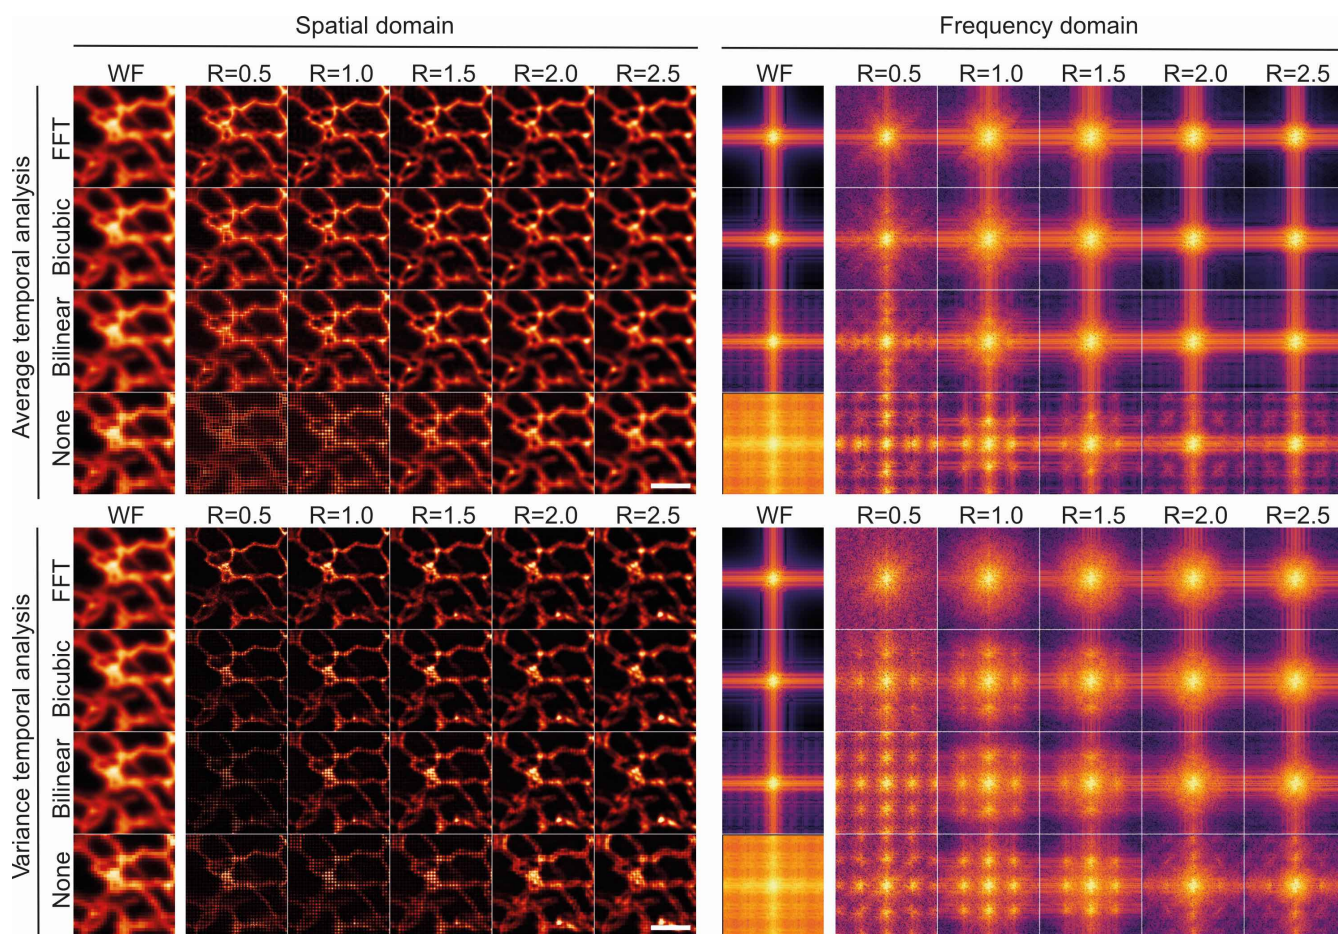 Spatial domain Frequency domain
WF R=0.5 R=1.0 R=1.5 R=2.0 R=2.5 WF R=0.5 R=1.0 R=1.5 R=2.0 R=2.5
Average temporal analysis
FFT
Bicubic
Bilinear
None
WF R=0.5 R=1.0 R=1.5 R=2.0 R=2.5 WF R=0.5 R=1.0 R=1.5 R=2.0 R=2.5
Variance temporal analysis
FFT
Bicubic
Bilinear
None